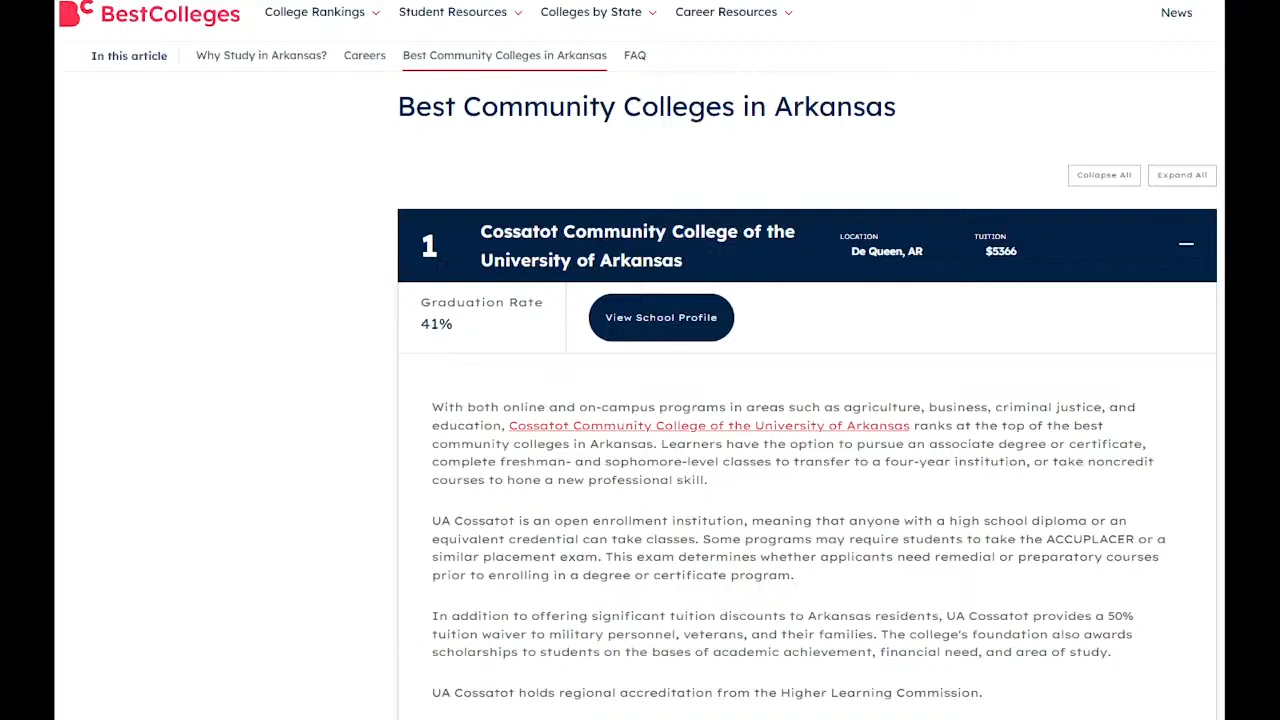 BestColleges
College Rankings
Student Resources
Colleges by State
Career Resources
News
In this article
Why Study in Arkansas?
Careers
Best Community Colleges in Arkansas
FAQ
Best Community Colleges in Arkansas
Collapse All
Expand All
1
Cossatot Community College of the
University of Arkansas
LOCATION
De Queen, AR
TUITION
$5366
Graduation Rate
41%
View School Profile
With both online and on-campus programs in areas such as agriculture, business, criminal justice, and
education, Cossatot Community College of the University of Arkansas ranks at the top of the best
community colleges in Arkansas. Learners have the option to pursue an associate degree or certificate,
complete freshman- and sophomore-level classes to transfer to a four-year institution, or take noncredit
courses to hone a new professional skill.
UA Cossatot is an open enrollment institution, meaning that anyone with a high school diploma or an
equivalent credential can take classes. Some programs may require students to take the ACCUPLACER or a
similar placement exam. This exam determines whether applicants need remedial or preparatory courses
prior to enrolling in a degree or certificate program.
In addition to offering significant tuition discounts to Arkansas residents, UA Cossatot provides a 50%
tuition waiver to military personnel, veterans, and their families. The college's foundation also awards
scholarships to students on the bases of academic achievement, financial need, and area of study.
UA Cossatot holds regional accreditation from the Higher Learning Commission.